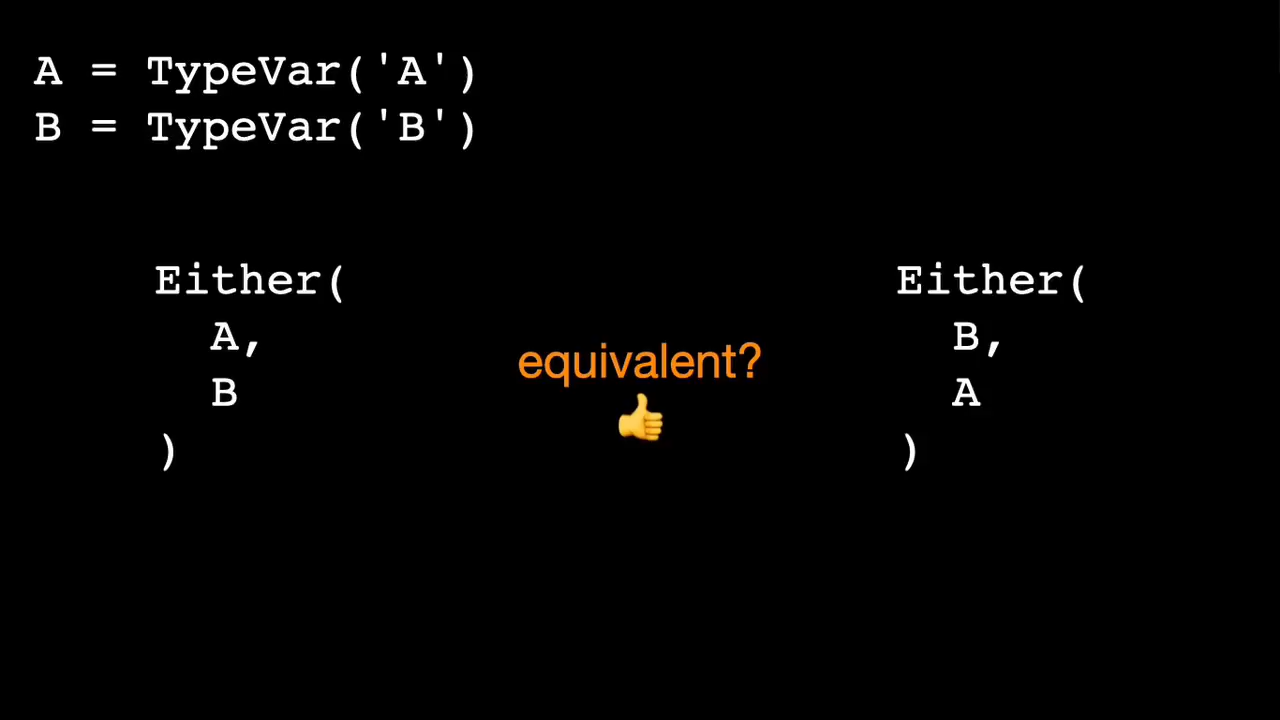 A = TypeVar('A')
B = TypeVar('B')
Either(
A,
B
)
equivalent?
Either(
B,
A
)